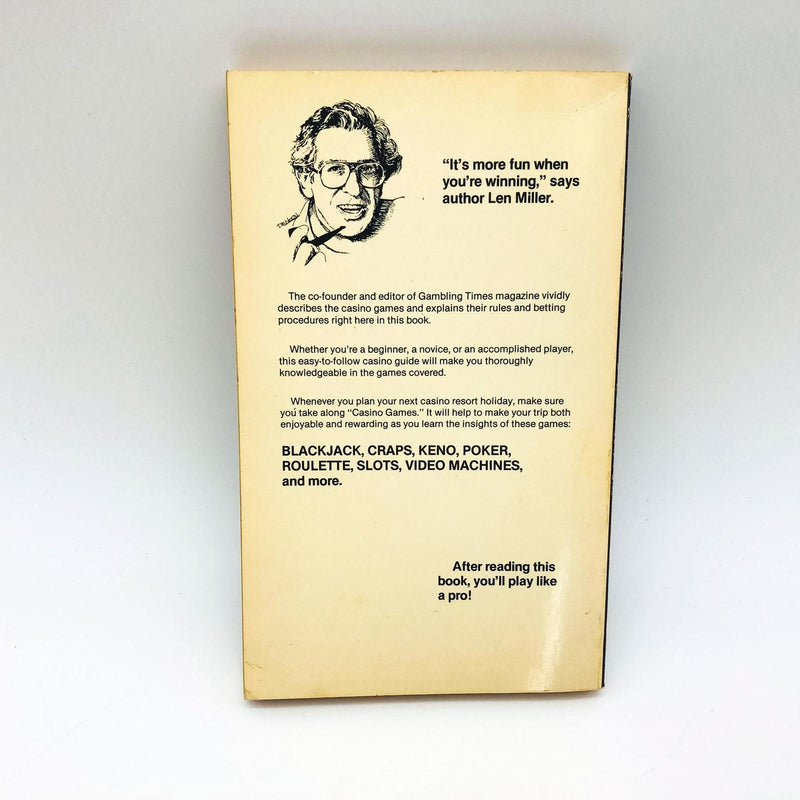 “It’s more fun when
you’re winning,” says
author Len Miller.
The co-founder and editor of Gambling Times magazine vividly
describes the casino games and explains their rules and betting
procedures right here in this book.
Whether you’re a beginner, a novice, or an accomplished player,
this easy-to-follow casino guide will make you thoroughly
knowledgeable in the games covered.
Whenever you plan your next casino resort holiday, make sure
you take along “Casino Games.” It will help to make your trip both
enjoyable and rewarding as you learn the insights of these games:
BLACKJACK, CRAPS, KENO, POKER,
ROULETTE, SLOTS, VIDEO MACHINES,
and more.
After reading this
book, you’ll play like
a pro!